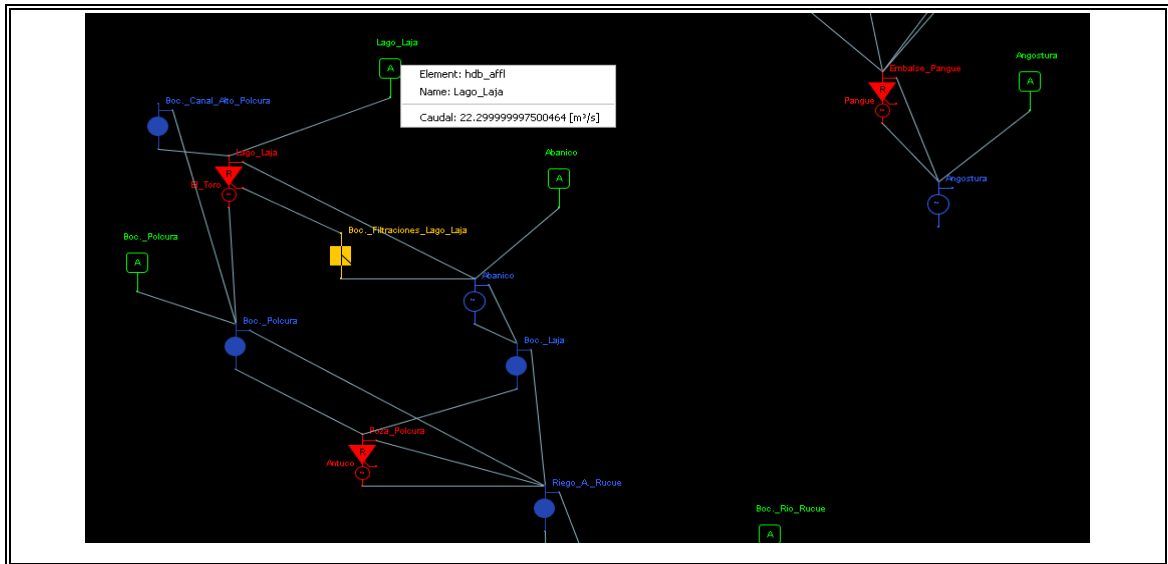 Lago_Laja
A
Element: hdb_affl
Name: Lago_Laja
Caudal: 22.299999997500464 [m³/s]
Embalse_Pangue
R
Pangue
~
Angostura
A
Boc._Canal_Alto_Polcura
Lago_Laja
R
El_Toro
~
Abanico
A
Angostura
~
Boc._Polcura
A
Boc._Filtraciones_Lago_Laja
Abanico
~
Boc._Polcura
Boc._Laja
Poza_Polcura
R
Antuco
~
Riego_A._Rucue
Boc._Rio_Rucue
A